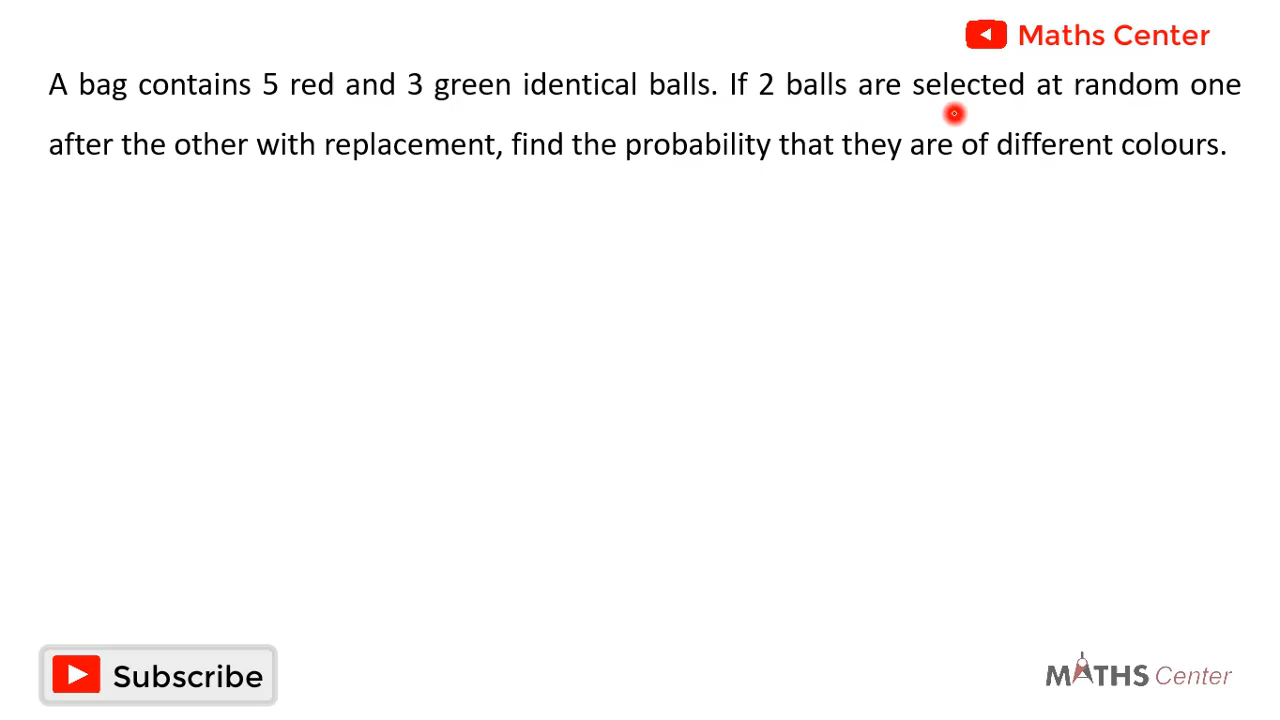 Maths Center
A bag contains 5 red and 3 green identical balls. If 2 balls are selected at random one
after the other with replacement, find the probability that they are of different colours.
Subscribe
MATHS Center